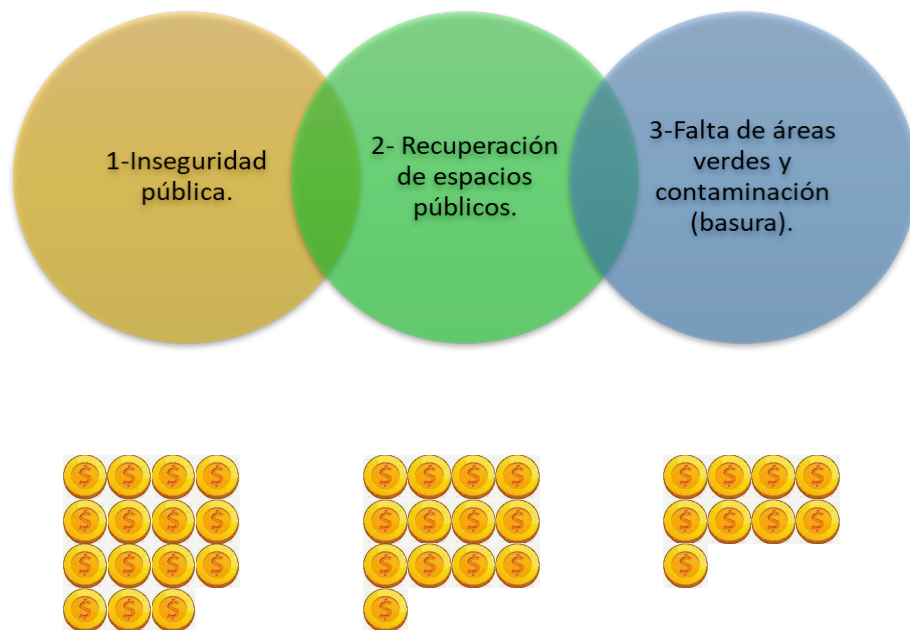 1-Inseguridad
pública.
2- Recuperación
de espacios
públicos.
3-Falta de áreas
verdes y
contaminación
(basura).